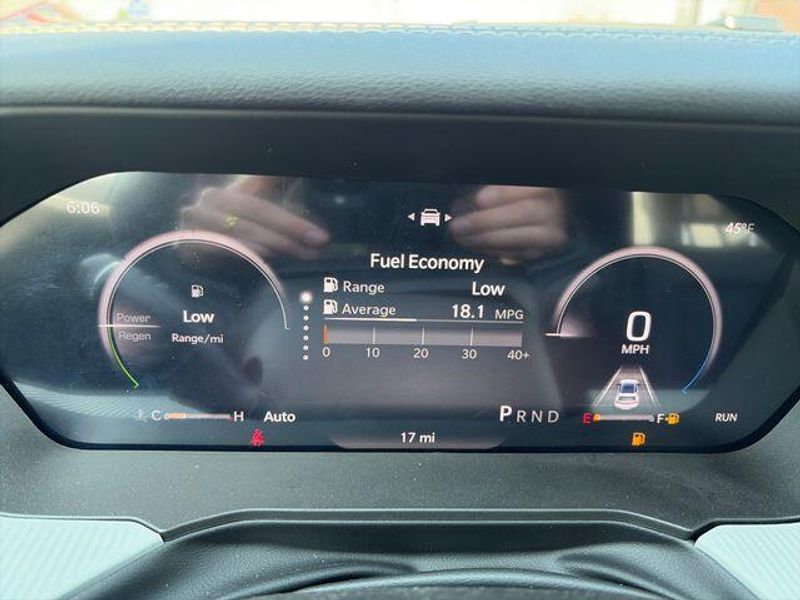 6:06
45°F
Fuel Economy
Range Low
Average 18.1 MPG
0 10 20 30 40+
Power
Regen
Low
Range/mi
0
MPH
C H Auto
P R N D
E F
RUN
17 mi